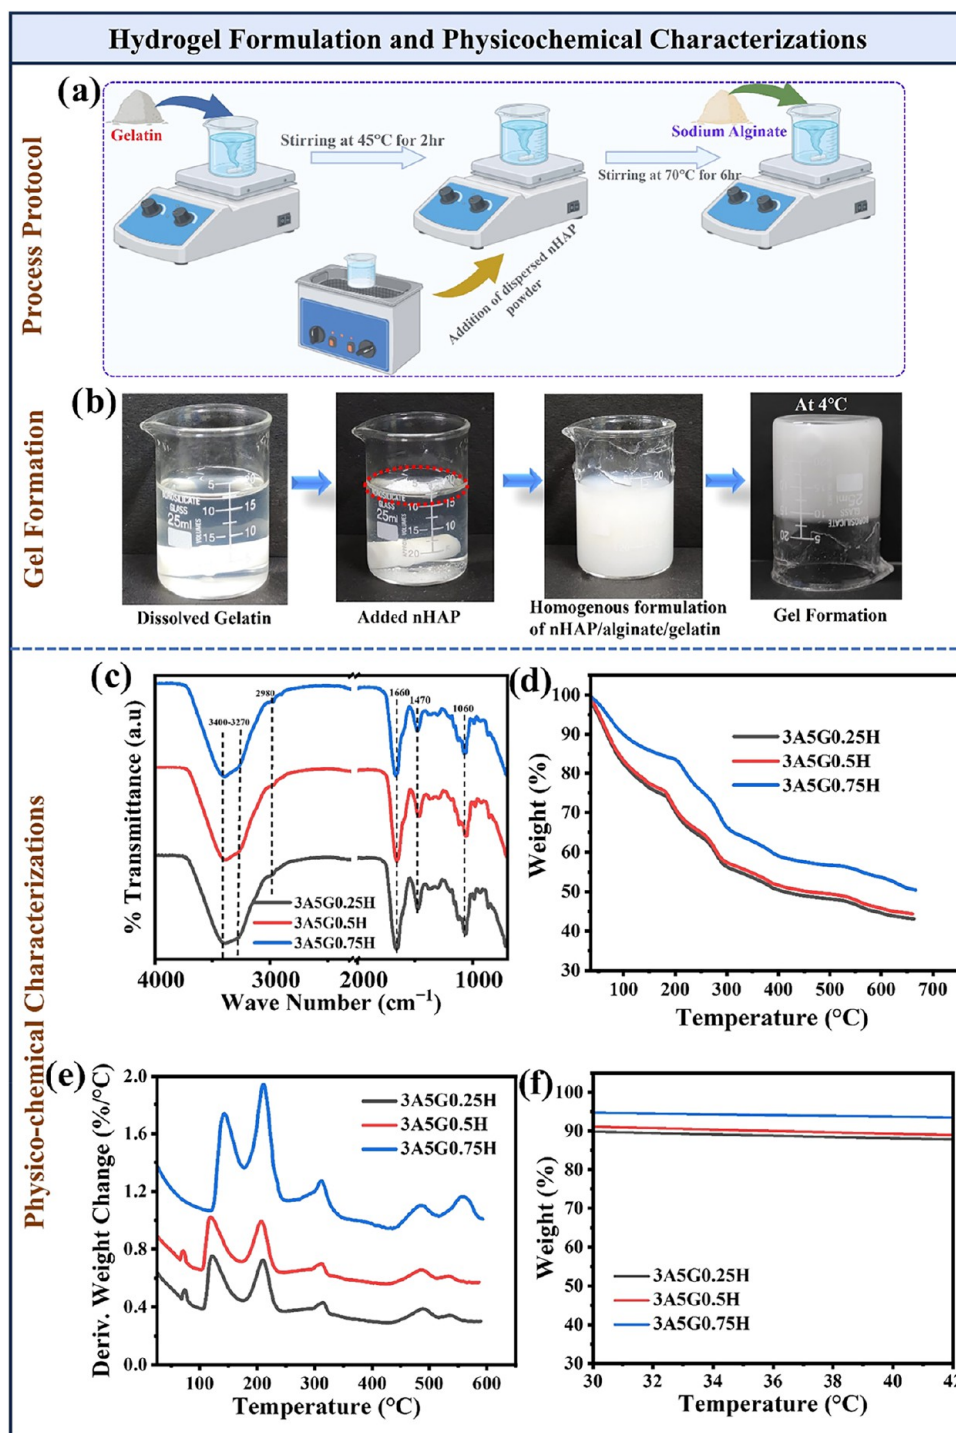 Hydrogel Formulation and Physicochemical Characterizations
Process Protocol
(a)
Gelatin
Stirring at 45°C for 2hr
Sodium Alginate
Stirring at 70°C for 6hr
Addition of dispersed nHAP
powder
Gel Formation
(b)
At 4°C
Dissolved Gelatin
Added nHAP
Homogenous formulation
of nHAP/alginate/gelatin
Gel Formation
Physico-chemical Characterizations
(c)
% Transmittance (a.u)
3400-3270
2980
1660
1470
1060
3A5G0.25H
3A5G0.5H
3A5G0.75H
4000 3000 2000 1000
Wave Number (cm⁻¹)
(d)
Weight (%)
100
90
80
70
60
50
40
30
3A5G0.25H
3A5G0.5H
3A5G0.75H
100 200 300 400 500 600 700
Temperature (°C)
(e)
Deriv. Weight Change (%/°C)
2.0
1.6
1.2
0.8
0.4
0.0
3A5G0.25H
3A5G0.5H
3A5G0.75H
100 200 300 400 500 600
Temperature (°C)
(f)
Weight (%)
100
90
80
70
60
50
40
30
3A5G0.25H
3A5G0.5H
3A5G0.75H
30 32 34 36 38 40 42
Temperature (°C)